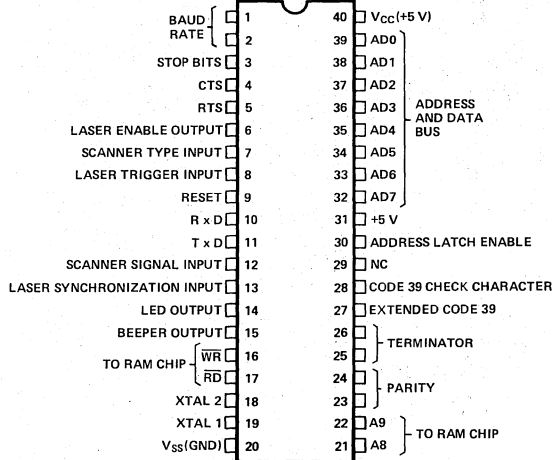 BAUD RATE 1 40 VCC(+5 V)
2 39 AD0
STOP BITS 3 38 AD1
CTS 4 37 AD2
RTS 5 36 AD3 ADDRESS AND DATA BUS
LASER ENABLE OUTPUT 6 35 AD4
SCANNER TYPE INPUT 7 34 AD5
LASER TRIGGER INPUT 8 33 AD6
RESET 9 32 AD7
R x D 10 31 +5 V
T x D 11 30 ADDRESS LATCH ENABLE
SCANNER SIGNAL INPUT 12 29 NC
LASER SYNCHRONIZATION INPUT 13 28 CODE 39 CHECK CHARACTER
LED OUTPUT 14 27 EXTENDED CODE 39
BEEPER OUTPUT 15 26 TERMINATOR
TO RAM CHIP WR 16 25
RD 17 24 PARITY
XTAL 2 18 23
XTAL 1 19 22 A9 TO RAM CHIP
VSS(GND) 20 21 A8